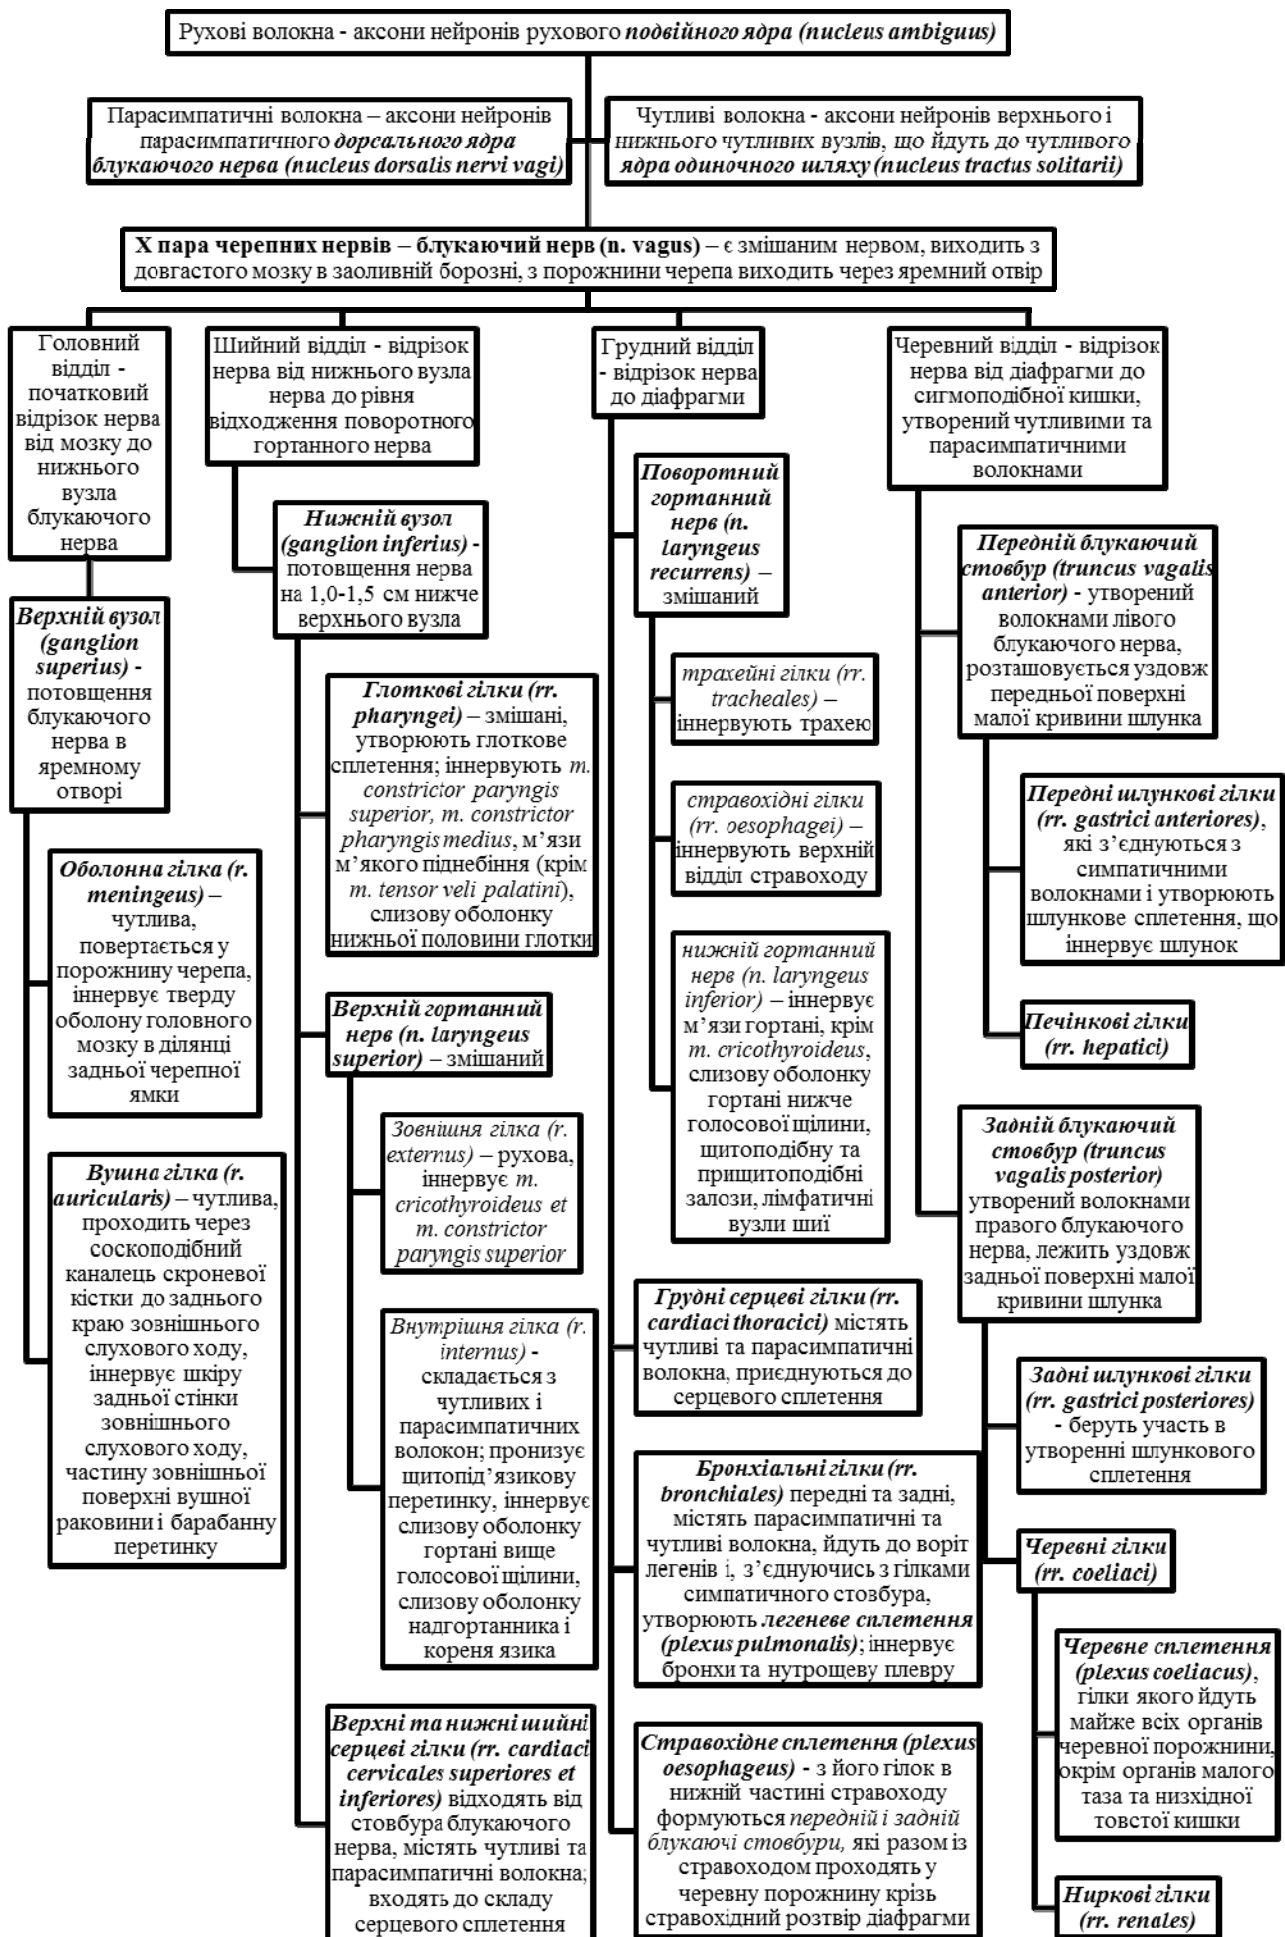 Рухові волокна - аксони нейронів рухового подвійного ядра (nucleus ambiguus)
Парасимпатичні волокна – аксони нейронів
парасимпатичного дорсального ядра
блукаючого нерва (nucleus dorsalis nervi vagi)
Чутливі волокна - аксони нейронів верхнього і
нижнього чутливих вузлів, що йдуть до чутливого
ядра одиночного шляху (nucleus tractus solitarii)
X пара черепних нервів – блукаючий нерв (n. vagus) – є змішаним нервом, виходить з
довгастого мозку в заоливній борозні, з порожнини черепа виходить через яремний отвір
Головний
відділ -
початковий
відрізок нерва
від мозку до
нижнього
вузла
блукаючого
нерва
Верхній вузол
(ganglion
superius) -
потовщення
блукаючого
нерва в
яремному
отворі
Оболонна гілка (r.
meningeus) –
чутлива,
повертається у
порожнину черепа,
іннервує тверду
оболону головного
мозку в ділянці
задньої черепної
ямки
Вушна гілка (r.
auricularis) – чутлива,
проходить через
соскоподібний
каналець скроневої
кістки до заднього
краю зовнішнього
слухового ходу,
іннервує шкіру
задньої стінки
зовнішнього
слухового ходу,
частину зовнішньої
поверхні вушної
раковини і барабанну
перетинку
Шийний відділ - відрізок
нерва від нижнього вузла
нерва до рівня
відходження поворотного
гортанного нерва
Нижній вузол
(ganglion inferius) -
потовщення нерва
на 1,0-1,5 см нижче
верхнього вузла
Глоткові гілки (rr.
pharyngei) – змішані,
утворюють глоткове
сплетення; іннервують m.
constrictor paryngis
superior, m. constrictor
pharyngis medius, м’язи
м’якого піднебіння (крім
m. tensor veli palatini),
слизову оболонку
нижньої половини глотки
Верхній гортанний
нерв (n. laryngeus
superior) – змішаний
Зовнішня гілка (r.
externus) – рухова,
іннервує m.
cricothyroideus et
m. constrictor
paryngis superior
Внутрішня гілка (r.
internus) -
складається з
чутливих і
парасимпатичних
волокон; пронизує
щитопід’язикову
перетинку, іннервує
слизову оболонку
гортані вище
голосової щілини,
слизову оболонку
надгортанника і
кореня язика
Верхні та нижні шийні
серцеві гілки (rr. cardiaci
cervicales superiores et
inferiores) відходять від
стовбура блукаючого
нерва, містять чутливі та
парасимпатичні волокна;
входять до складу
серцевого сплетення
Грудний відділ
- відрізок нерва
до діафрагми
Поворотний
гортанний
нерв (n.
laryngeus
recurrens) –
змішаний
трахейні гілки (rr.
tracheales) –
іннервують трахею
стравохідні гілки
(rr. oesophagei) –
іннервують верхній
відділ стравоходу
нижній гортанний
нерв (n. laryngeus
inferior) – іннервує
м’язи гортані, крім
m. cricothyroideus,
слизову оболонку
гортані нижче
голосової щілини,
щитоподібну та
прищитоподібні
залози, лімфатичні
вузли шиї
Грудні серцеві гілки (rr.
cardiaci thoracici) містять
чутливі та парасимпатичні
волокна, приєднуються до
серцевого сплетення
Бронхіальні гілки (rr.
bronchiales) передні та задні,
містять парасимпатичні та
чутливі волокна, йдуть до воріт
легенів і, з’єднуючись з гілками
симпатичного стовбура,
утворюють легеневе сплетення
(plexus pulmonalis); іннервує
бронхи та нутрощеву плевру
Стравохідне сплетення (plexus
oesophageus) - з його гілок в
нижній частині стравоходу
формуються передній і задній
блукаючі стовбури, які разом із
стравоходом проходять у
черевну порожнину крізь
стравохідний розтвір діафрагми
Черевний відділ - відрізок
нерва від діафрагми до
сигмоподібної кишки,
утворений чутливими та
парасимпатичними
волокнами
Передній блукаючий
стовбур (truncus vagalis
anterior) - утворений
волокнами лівого
блукаючого нерва,
розташовується уздовж
передньої поверхні
малої кривини шлунка
Передні шлункові гілки
(rr. gastrici anteriores),
які з’єднуються з
симпатичними
волокнами і утворюють
шлункове сплетення, що
іннервує шлунок
Печінкові гілки
(rr. hepatici)
Задній блукаючий
стовбур (truncus
vagalis posterior)
утворений волокнами
правого блукаючого
нерва, лежить уздовж
задньої поверхні малої
кривини шлунка
Задні шлункові гілки
(rr. gastrici posteriores)
- беруть участь в
утворенні шлункового
сплетення
Черевні гілки
(rr. coeliaci)
Черевне сплетення
(plexus coeliacus),
гілки якого йдуть
майже всіх органів
черевної порожнини,
окрім органів малого
таза та низхідної
товстої кишки
Ниркові гілки
(rr. renales)